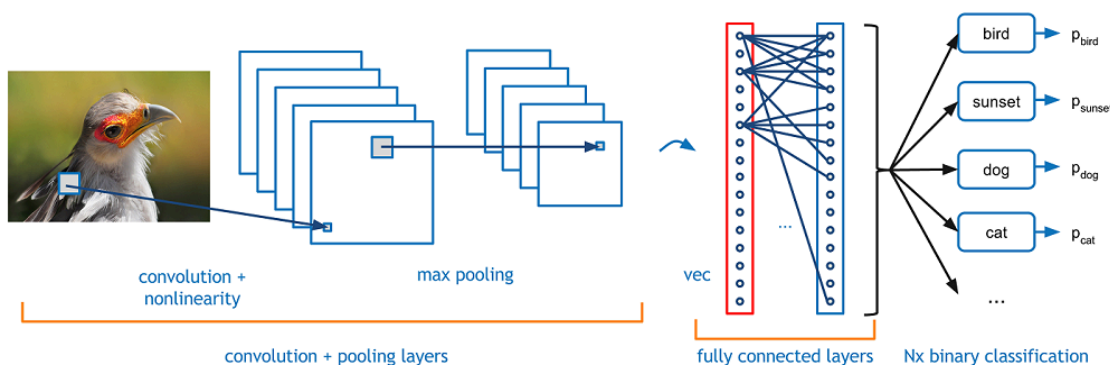 bird
p_bird
sunset
p_sunset
dog
p_dog
cat
p_cat
...
...
convolution +
nonlinearity
max pooling
vec
convolution + pooling layers
fully connected layers
Nx binary classification